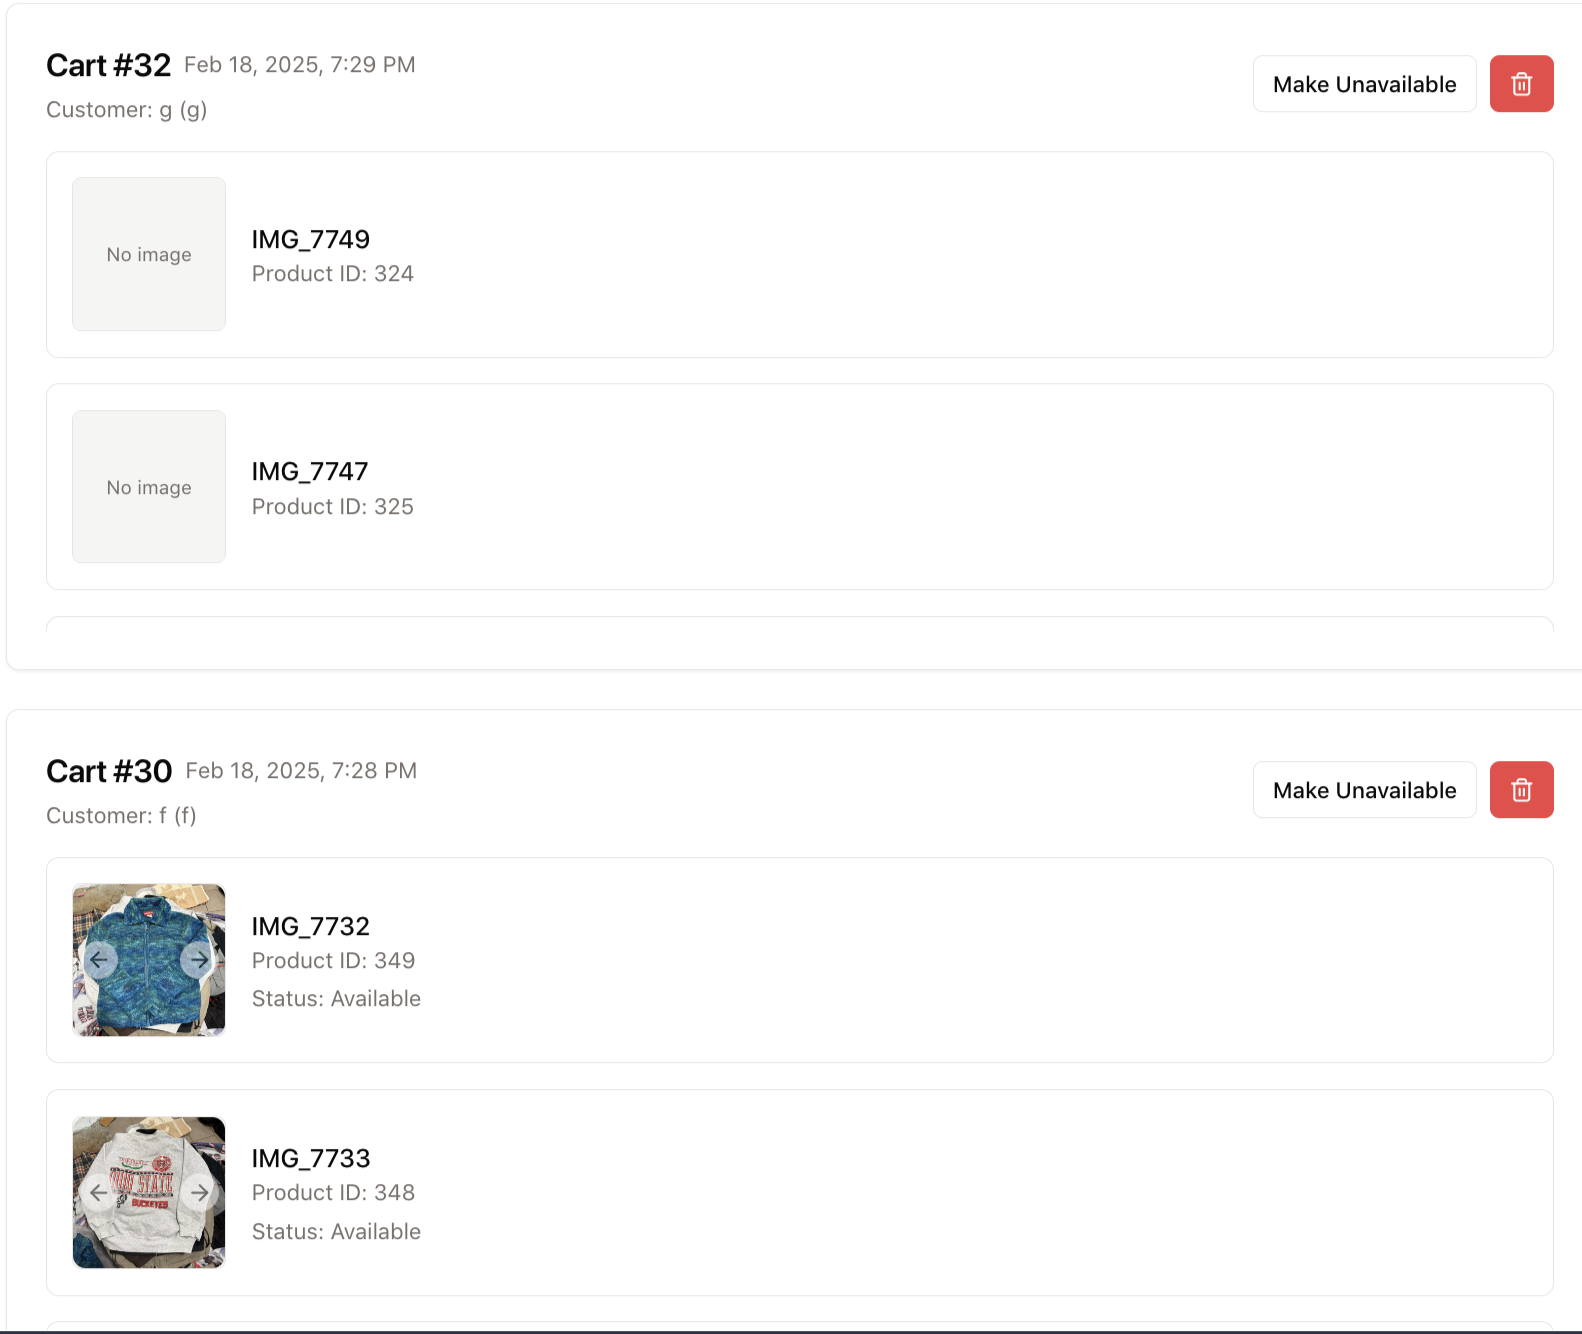 Cart #32 Feb 18, 2025, 7:29 PM
Customer: g (g)
Make Unavailable
No image
IMG_7749
Product ID: 324
No image
IMG_7747
Product ID: 325
Cart #30 Feb 18, 2025, 7:28 PM
Customer: f (f)
Make Unavailable
IMG_7732
Product ID: 349
Status: Available
STATE
BUCKEYES
IMG_7733
Product ID: 348
Status: Available